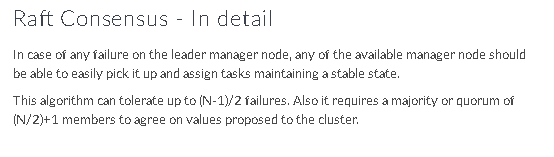 Raft Consensus - In detail
In case of any failure on the leader manager node, any of the available manager node should
be able to easily pick it up and assign tasks maintaining a stable state.
This algorithm can tolerate up to (N-1)/2 failures. Also it requires a majority or quorum of
(N/2)+1 members to agree on values proposed to the cluster.